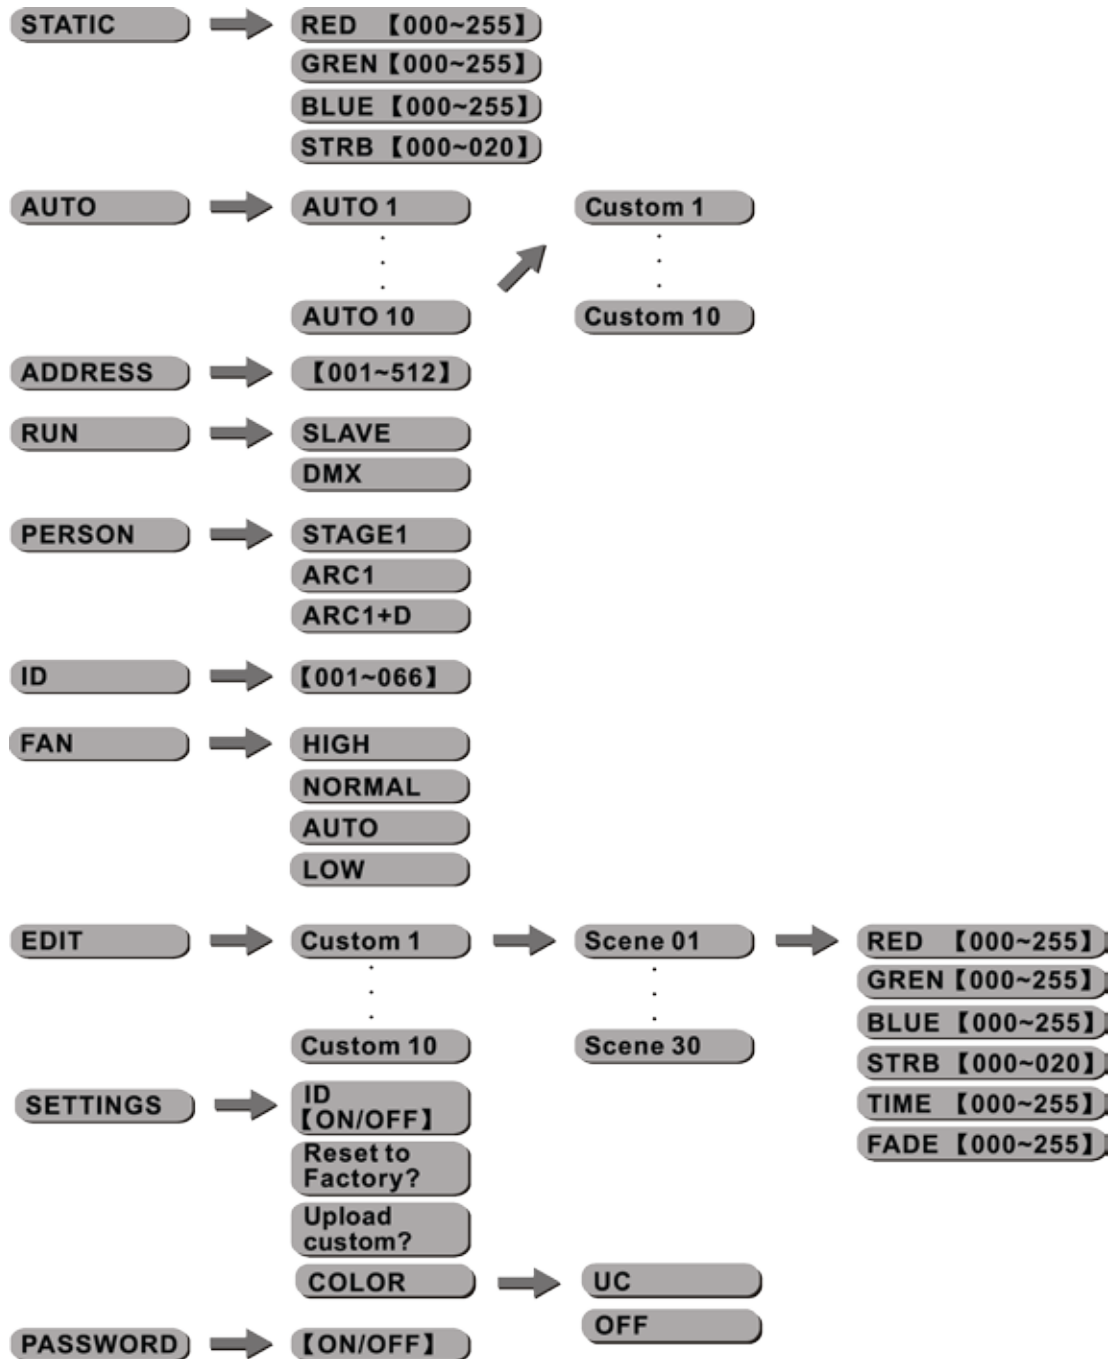 STATIC RED 【000~255】
GREN【000~255】
BLUE 【000~255】
STRB 【000~020】
AUTO AUTO 1 Custom 1
AUTO 10 Custom 10
ADDRESS 【001~512】
RUN SLAVE
DMX
PERSON STAGE1
ARC1
ARC1+D
ID 【001~066】
FAN HIGH
NORMAL
AUTO
LOW
EDIT Custom 1 Scene 01 RED 【000~255】
GREN【000~255】
BLUE 【000~255】
Custom 10 Scene 30
STRB 【000~020】
TIME 【000~255】
FADE 【000~255】
SETTINGS ID
【ON/OFF】
Reset to
Factory?
Upload
custom?
COLOR UC
OFF
PASSWORD 【ON/OFF】